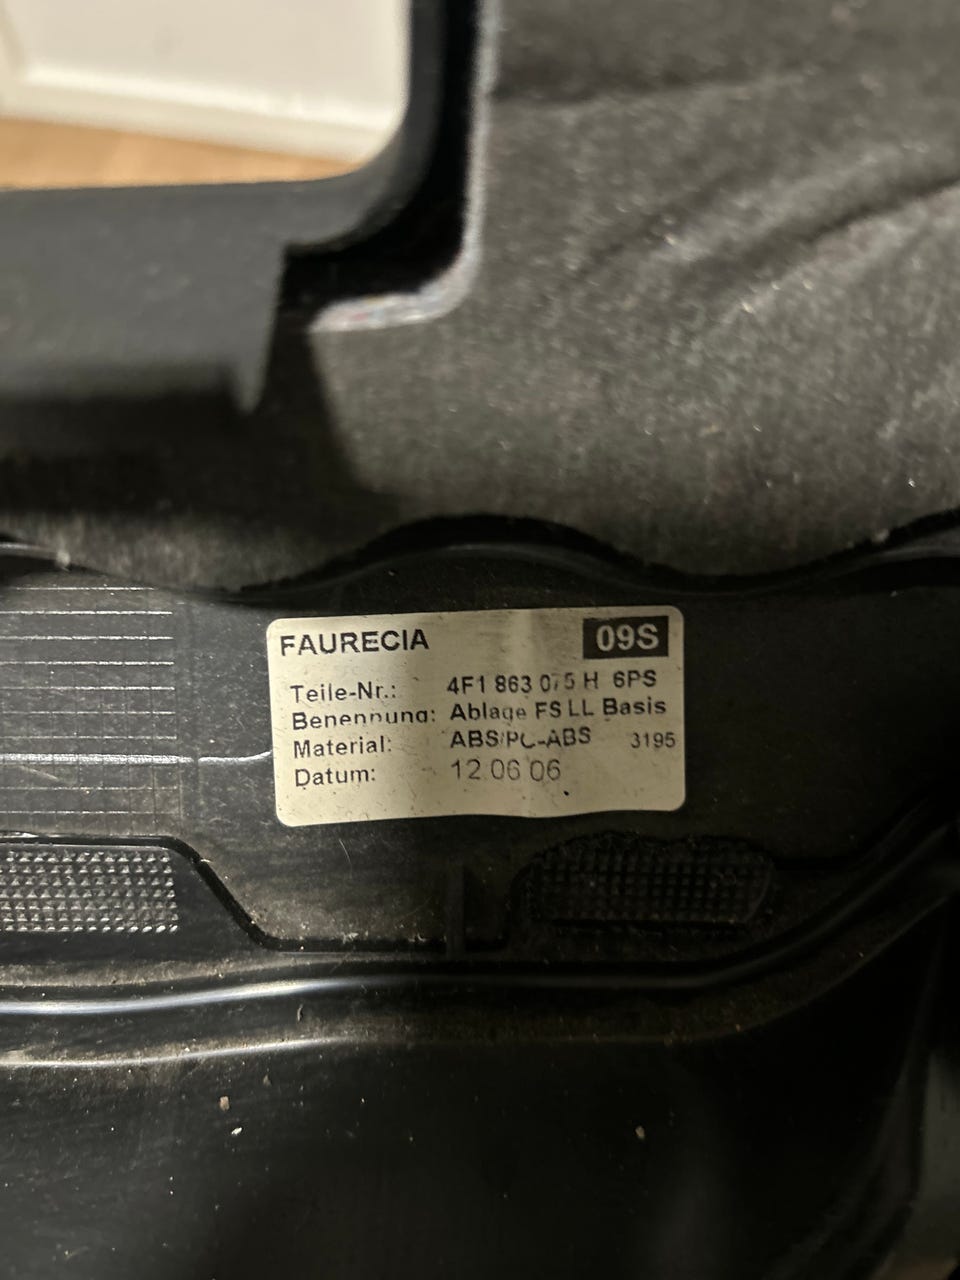 FAURECIA 09S
Teile-Nr.: 4F1 863 075 H 6PS
Benennung: Ablage FS LL Basis
Material: ABS/PC-ABS 3195
Datum: 12.06.06